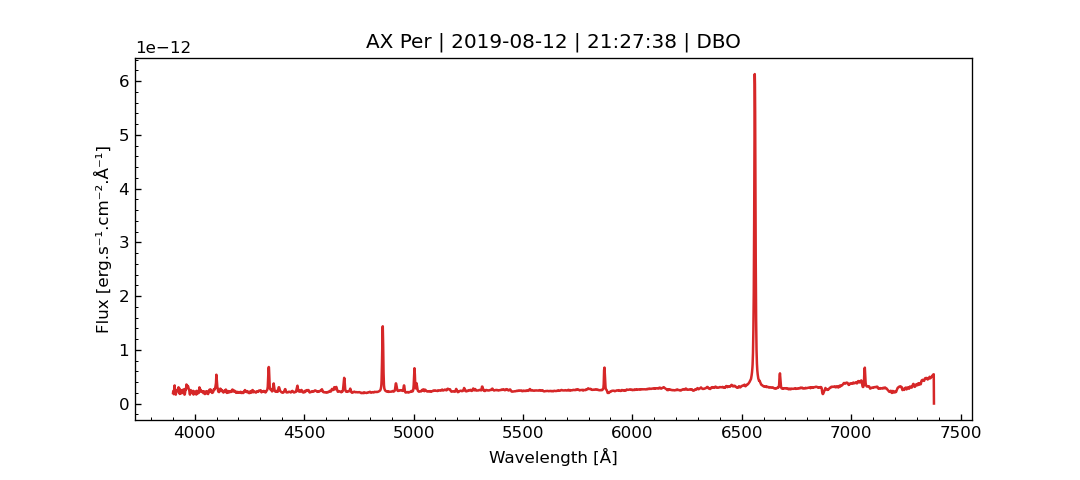 AX Per | 2019-08-12 | 21:27:38 | DBO
1e−12
6
5
4
3
2
1
0
Flux [erg.s⁻¹.cm⁻².Å⁻¹]
4000 4500 5000 5500 6000 6500 7000 7500
Wavelength [Å]